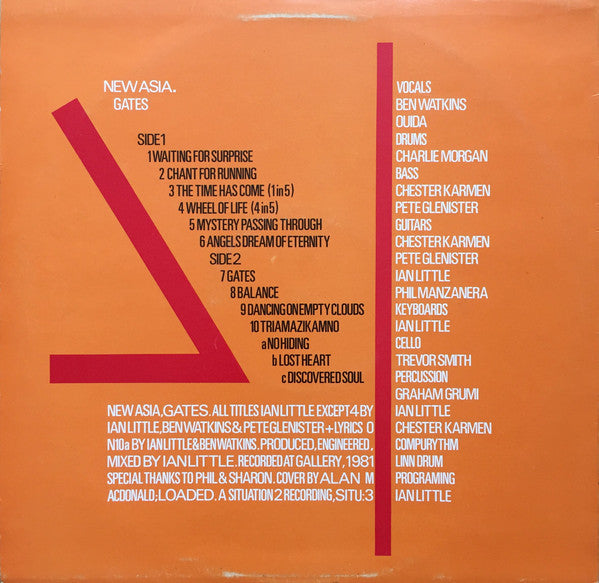 NEW ASIA.
GATES
SIDE 1
1 WAITING FOR SURPRISE
2 CHANT FOR RUNNING
3 THE TIME HAS COME (1 in 5)
4 WHEEL OF LIFE (4 in 5)
5 MYSTERY PASSING THROUGH
6 ANGELS DREAM OF ETERNITY
SIDE 2
7 GATES
8 BALANCE
9 DANCING ON EMPTY CLOUDS
10 TRIAMAZIKAMNO
a NO HIDING
b LOST HEART
c DISCOVERED SOUL
NEW ASIA,GATES. ALL TITLES IAN LITTLE EXCEPT 4 BY
IAN LITTLE, BEN WATKINS & PETE GLENISTER + LYRICS O
N 10a BY IAN LITTLE & BEN WATKINS. PRODUCED, ENGINEERED,
MIXED BY IAN LITTLE. RECORDED AT GALLERY, 1981
SPECIAL THANKS TO PHIL & SHARON. COVER BY ALAN M
ACDONALD; LOADED. A SITUATION 2 RECORDING, SITU:3
VOCALS
BEN WATKINS
OUIDA
DRUMS
CHARLIE MORGAN
BASS
CHESTER KARMEN
PETE GLENISTER
GUITARS
CHESTER KARMEN
PETE GLENISTER
IAN LITTLE
PHIL MANZANERA
KEYBOARDS
IAN LITTLE
CELLO
TREVOR SMITH
PERCUSSION
GRAHAM GRUMI
IAN LITTLE
CHESTER KARMEN
COMPURYTHM
LINN DRUM
PROGRAMING
IAN LITTLE